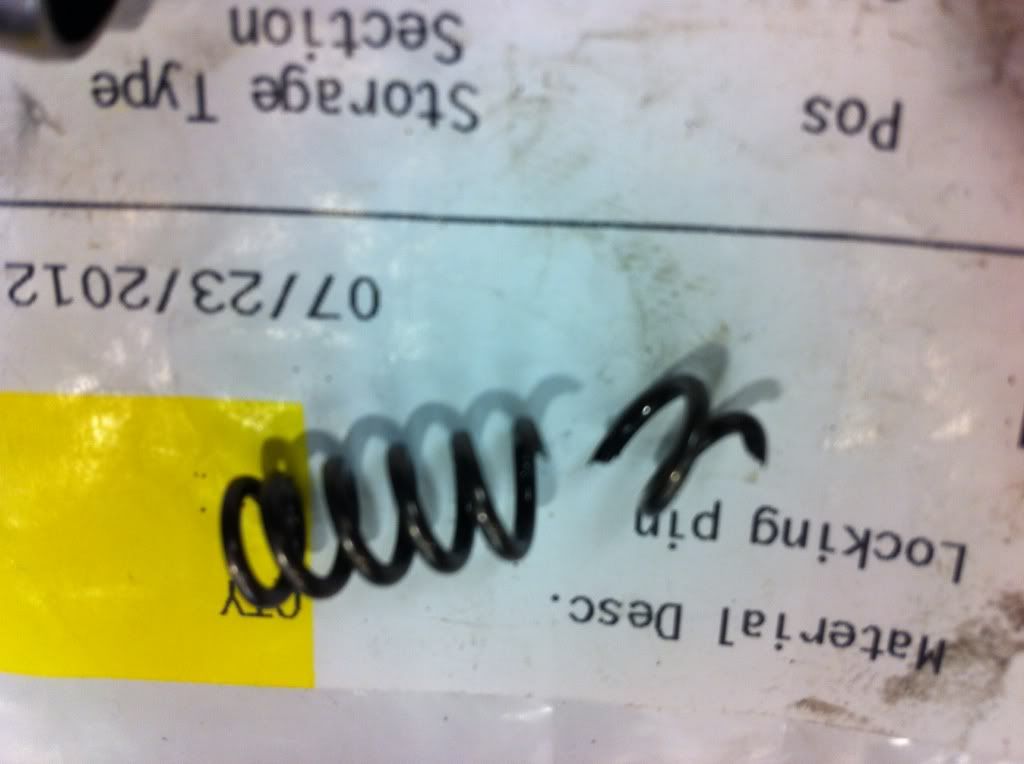 Material Desc. QTY
Locking pin
07/23/2012
Pos Storage Type
Section